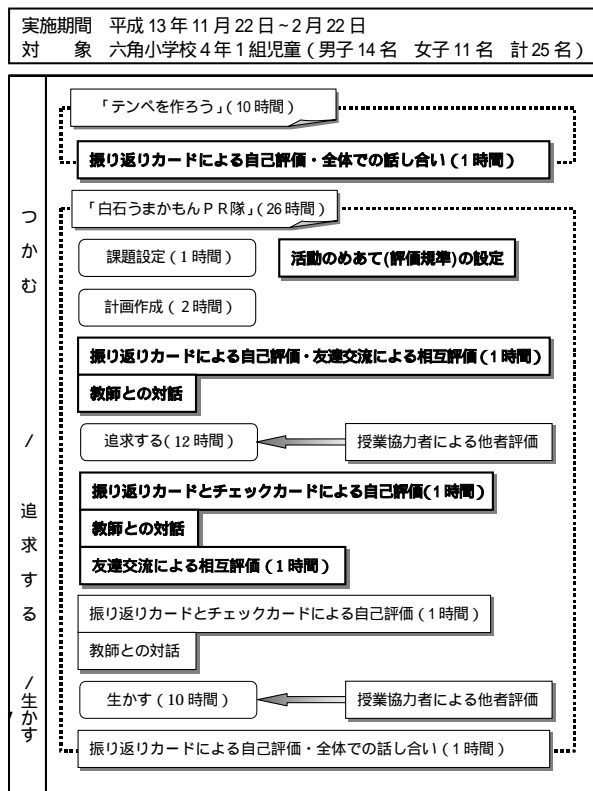 実施期間　平成13年11月22日~2月22日
対　　象　六角小学校4年1組児童（男子14名　女子11名　計25名）
「テンペを作ろう」（10時間）
振り返りカードによる自己評価・全体での話し合い（1時間）
つかむ
「白石うまかもんＰＲ隊」（26時間）
課題設定（1時間）
活動のめあて(評価規準)の設定
計画作成（2時間）
振り返りカードによる自己評価・友達交流による相互評価（1時間）
教師との対話
/
追求する（12時間）
授業協力者による他者評価
追求する
振り返りカードとチェックカードによる自己評価（1時間）
教師との対話
友達交流による相互評価（1時間）
振り返りカードとチェックカードによる自己評価（1時間）
教師との対話
/生かす
生かす（10時間）
授業協力者による他者評価
振り返りカードによる自己評価・全体での話し合い（1時間）